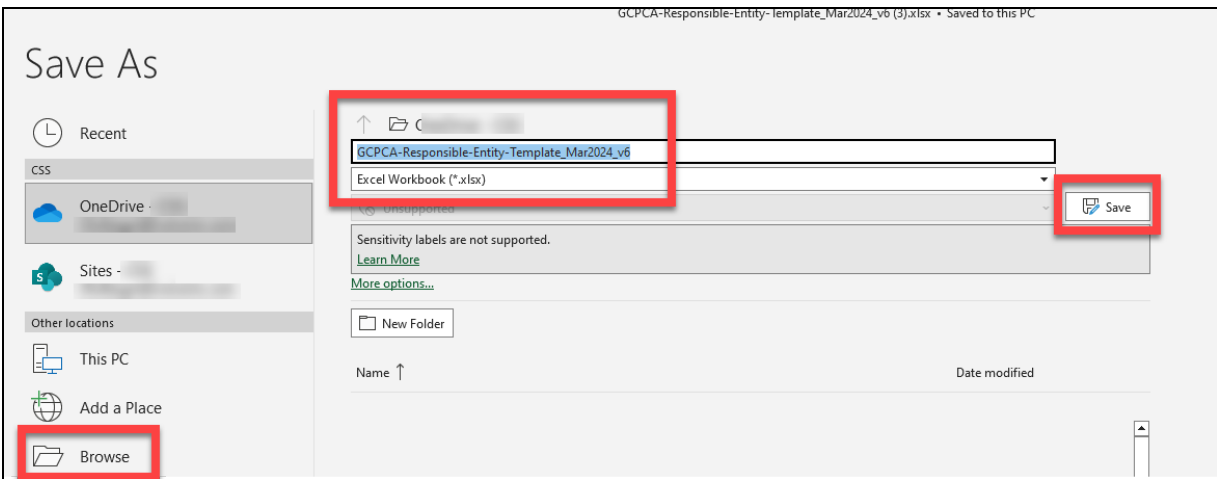 GCPCA-Responsible-Entity-Template_Mar2024_v6 (3).xlsx • Saved to this PC
Save As
Recent
CSS
OneDrive -
Sites -
Other locations
This PC
Add a Place
Browse
GCPCA-Responsible-Entity-Template_Mar2024_v6
Excel Workbook (*.xlsx)
Unsupported
Save
Sensitivity labels are not supported.
Learn More
More options...
New Folder
Name ↑
Date modified